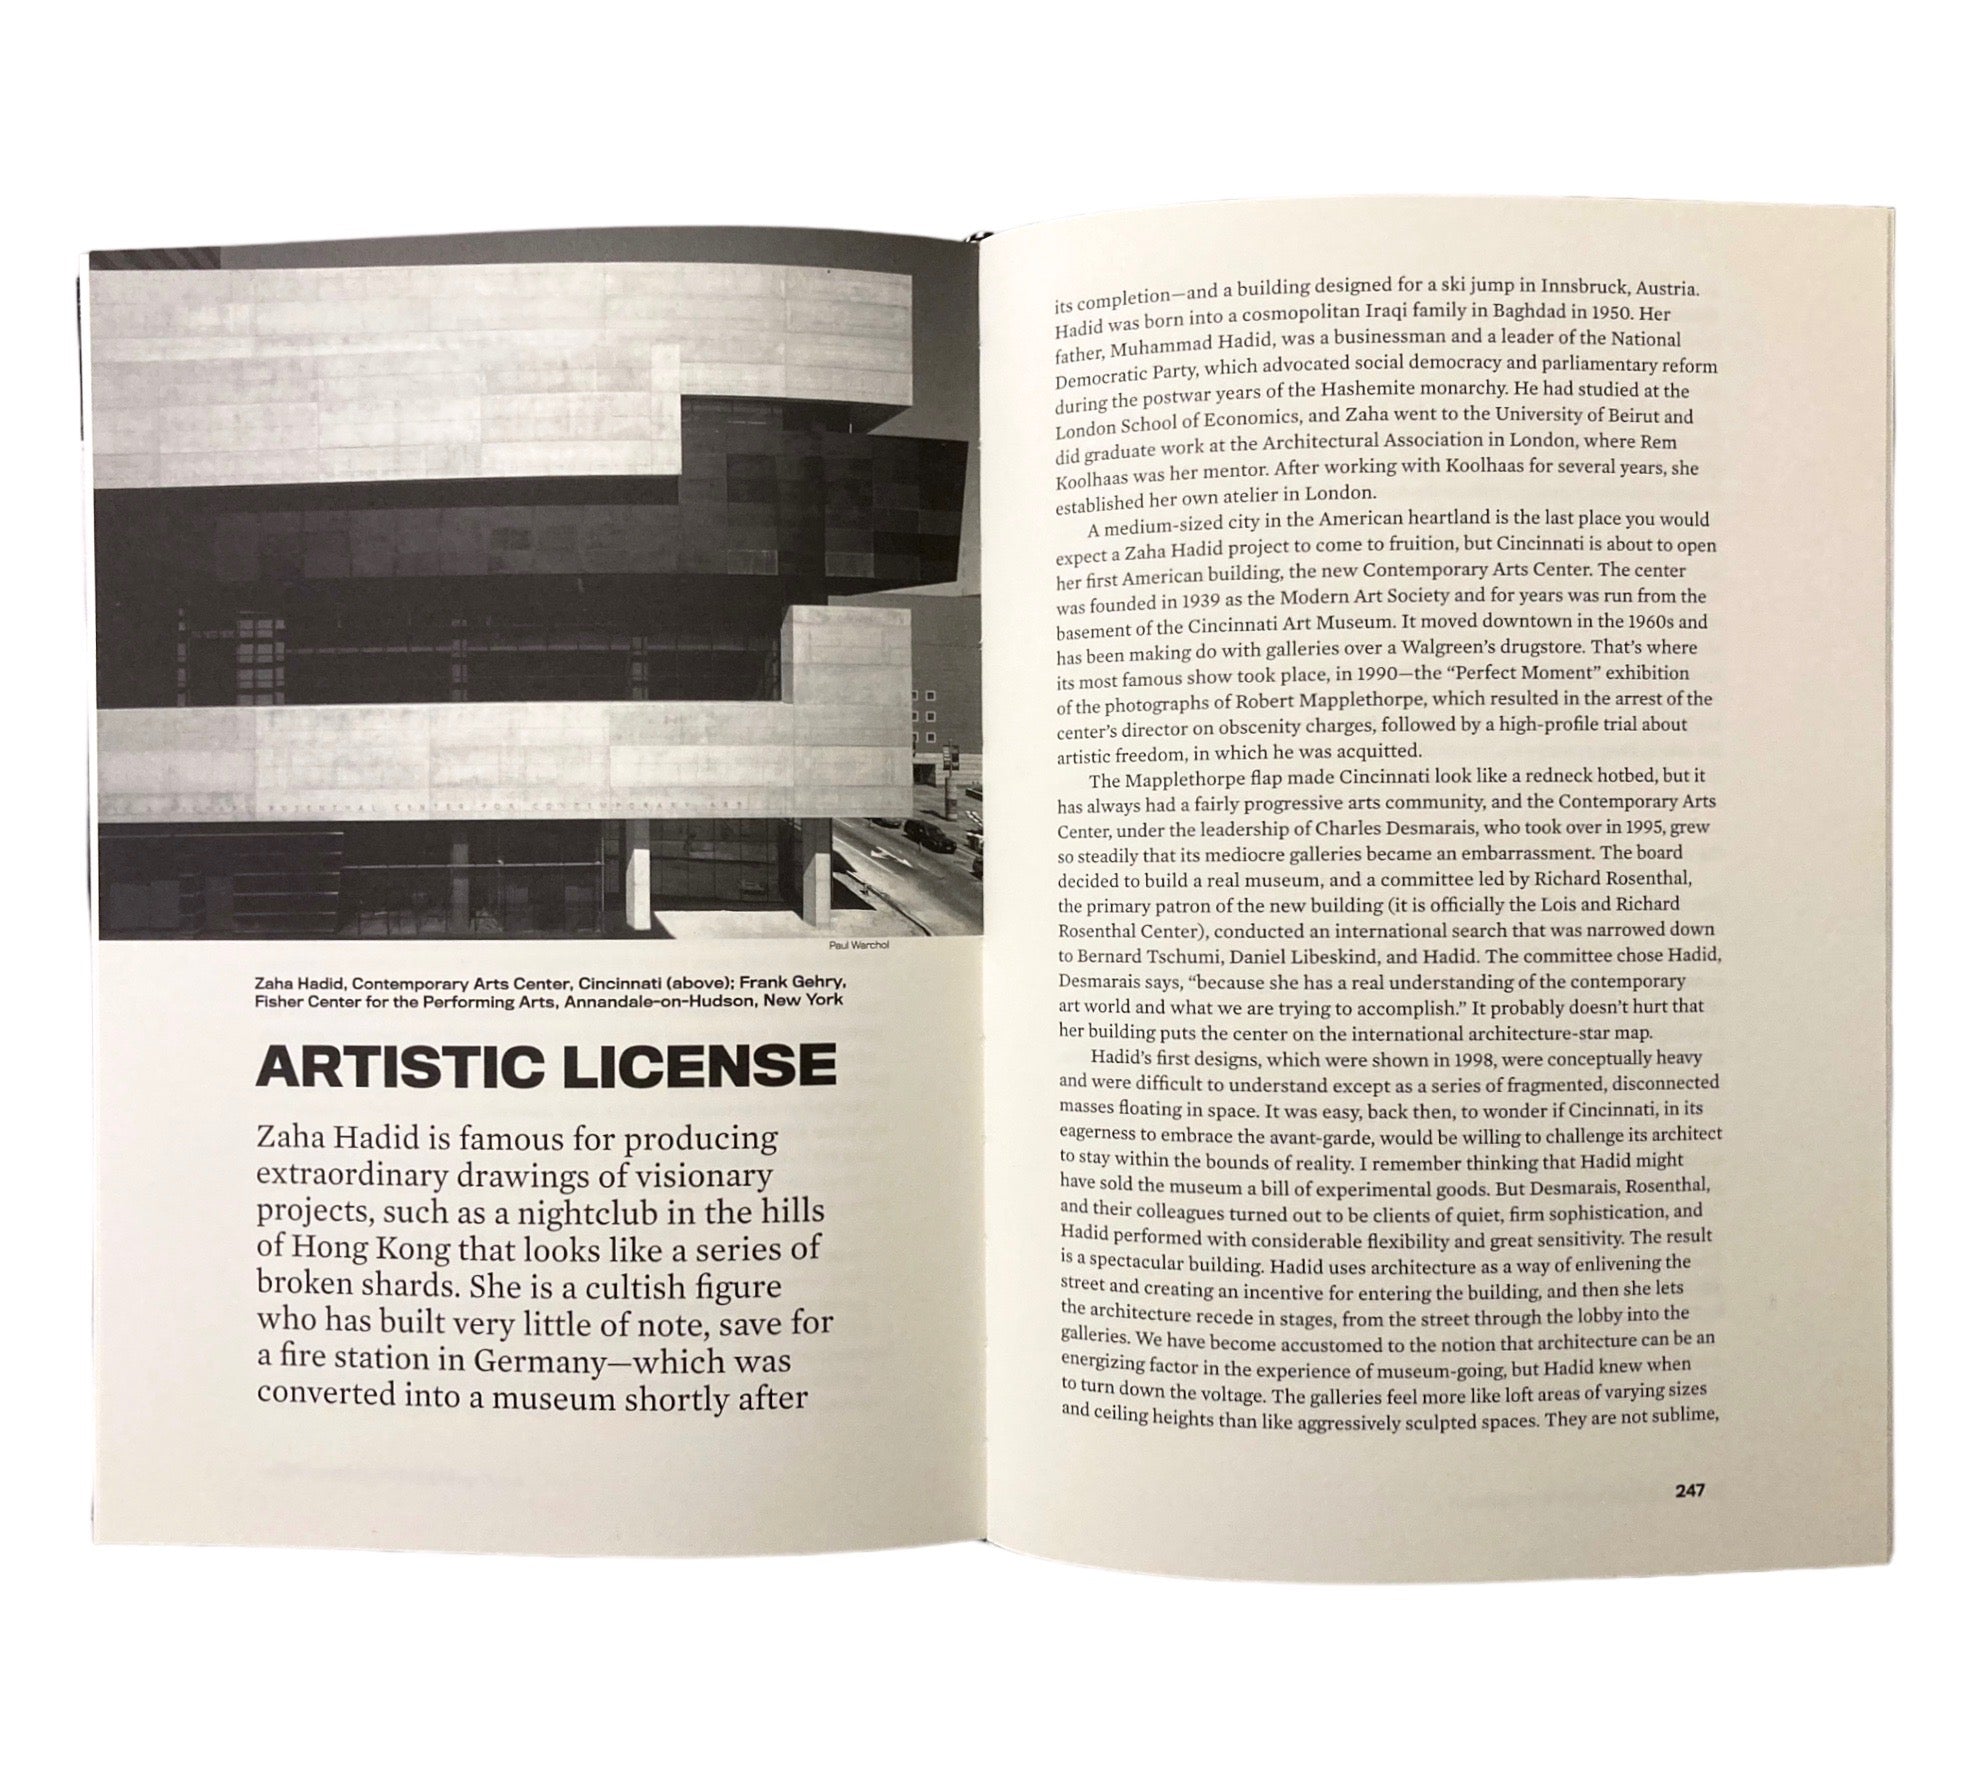 ROSENTHAL CENTER FOR CONTEMPORARY ART
Paul Warchol
Zaha Hadid, Contemporary Arts Center, Cincinnati (above); Frank Gehry,
Fisher Center for the Performing Arts, Annandale-on-Hudson, New York
ARTISTIC LICENSE
Zaha Hadid is famous for producing
extraordinary drawings of visionary
projects, such as a nightclub in the hills
of Hong Kong that looks like a series of
broken shards. She is a cultish figure
who has built very little of note, save for
a fire station in Germany—which was
converted into a museum shortly after
its completion—and a building designed for a ski jump in Innsbruck, Austria.
Hadid was born into a cosmopolitan Iraqi family in Baghdad in 1950. Her
father, Muhammad Hadid, was a businessman and a leader of the National
Democratic Party, which advocated social democracy and parliamentary reform
during the postwar years of the Hashemite monarchy. He had studied at the
London School of Economics, and Zaha went to the University of Beirut and
did graduate work at the Architectural Association in London, where Rem
Koolhaas was her mentor. After working with Koolhaas for several years, she
established her own atelier in London.
A medium-sized city in the American heartland is the last place you would
expect a Zaha Hadid project to come to fruition, but Cincinnati is about to open
her first American building, the new Contemporary Arts Center. The center
was founded in 1939 as the Modern Art Society and for years was run from the
basement of the Cincinnati Art Museum. It moved downtown in the 1960s and
has been making do with galleries over a Walgreen's drugstore. That's where
its most famous show took place, in 1990—the “Perfect Moment” exhibition
of the photographs of Robert Mapplethorpe, which resulted in the arrest of the
center's director on obscenity charges, followed by a high-profile trial about
artistic freedom, in which he was acquitted.
The Mapplethorpe flap made Cincinnati look like a redneck hotbed, but it
has always had a fairly progressive arts community, and the Contemporary Arts
Center, under the leadership of Charles Desmarais, who took over in 1995, grew
so steadily that its mediocre galleries became an embarrassment. The board
decided to build a real museum, and a committee led by Richard Rosenthal,
the primary patron of the new building (it is officially the Lois and Richard
Rosenthal Center), conducted an international search that was narrowed down
to Bernard Tschumi, Daniel Libeskind, and Hadid. The committee chose Hadid,
Desmarais says, “because she has a real understanding of the contemporary
art world and what we are trying to accomplish.” It probably doesn't hurt that
her building puts the center on the international architecture-star map.
Hadid's first designs, which were shown in 1998, were conceptually heavy
and were difficult to understand except as a series of fragmented, disconnected
masses floating in space. It was easy, back then, to wonder if Cincinnati, in its
eagerness to embrace the avant-garde, would be willing to challenge its architect
to stay within the bounds of reality. I remember thinking that Hadid might
have sold the museum a bill of experimental goods. But Desmarais, Rosenthal,
and their colleagues turned out to be clients of quiet, firm sophistication, and
Hadid performed with considerable flexibility and great sensitivity. The result
is a spectacular building. Hadid uses architecture as a way of enlivening the
street and creating an incentive for entering the building, and then she lets
the architecture recede in stages, from the street through the lobby into the
galleries. We have become accustomed to the notion that architecture can be an
energizing factor in the experience of museum-going, but Hadid knew when
to turn down the voltage. The galleries feel more like loft areas of varying sizes
and ceiling heights than like aggressively sculpted spaces. They are not sublime,
247